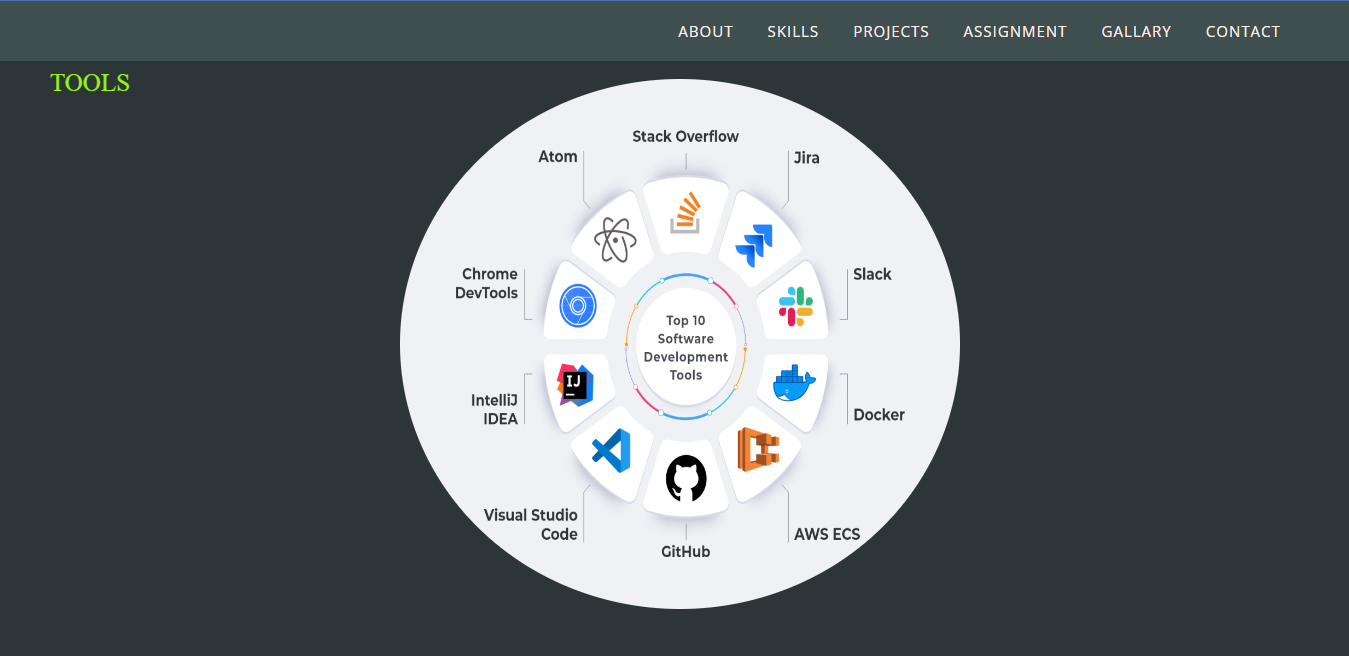 ABOUT SKILLS PROJECTS ASSIGNMENT GALLARY CONTACT
TOOLS
Stack Overflow
Atom
Jira
Chrome
DevTools
Slack
Top 10
Software
Development
Tools
IJ
IntelliJ
IDEA
Docker
Visual Studio
Code
AWS ECS
GitHub